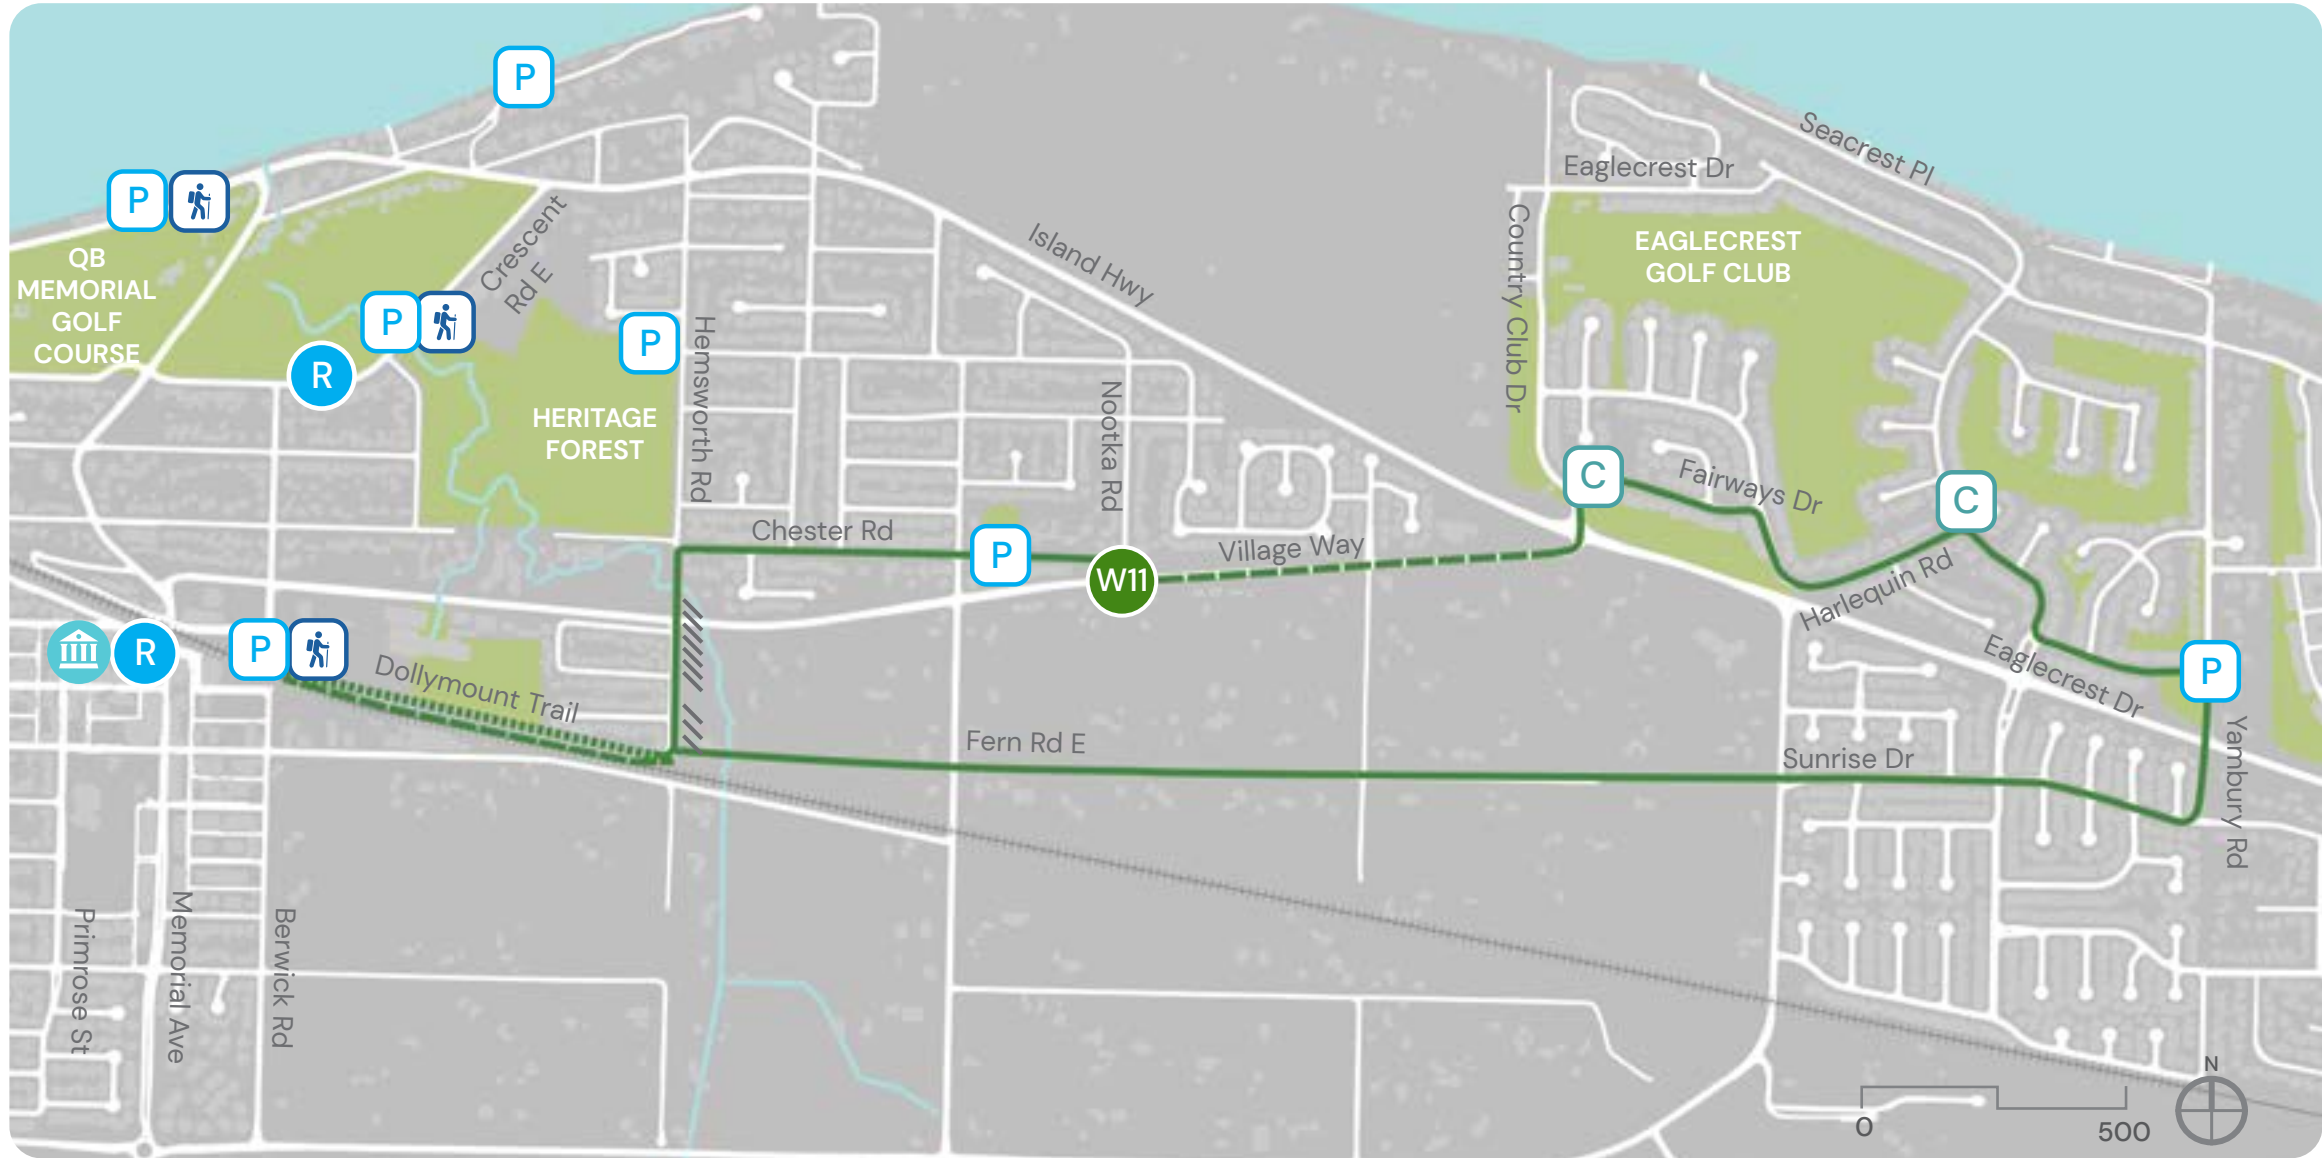 P
P
Seacrest Pl
Eaglecrest Dr
Crescent
Rd E
Island Hwy
Country Club Dr
EAGLECREST
GOLF CLUB
QB
MEMORIAL
GOLF
COURSE
P
R
P
Hemsworth Rd
HERITAGE
FOREST
Nootka Rd
C
Fairways Dr
C
Chester Rd
P
W11
Village Way
Harlequin Rd
R
P
Dollymount Trail
Eaglecrest Dr
P
Fern Rd E
Sunrise Dr
Yambury Rd
Primrose St
Memorial Ave
Berwick Rd
N
0
500